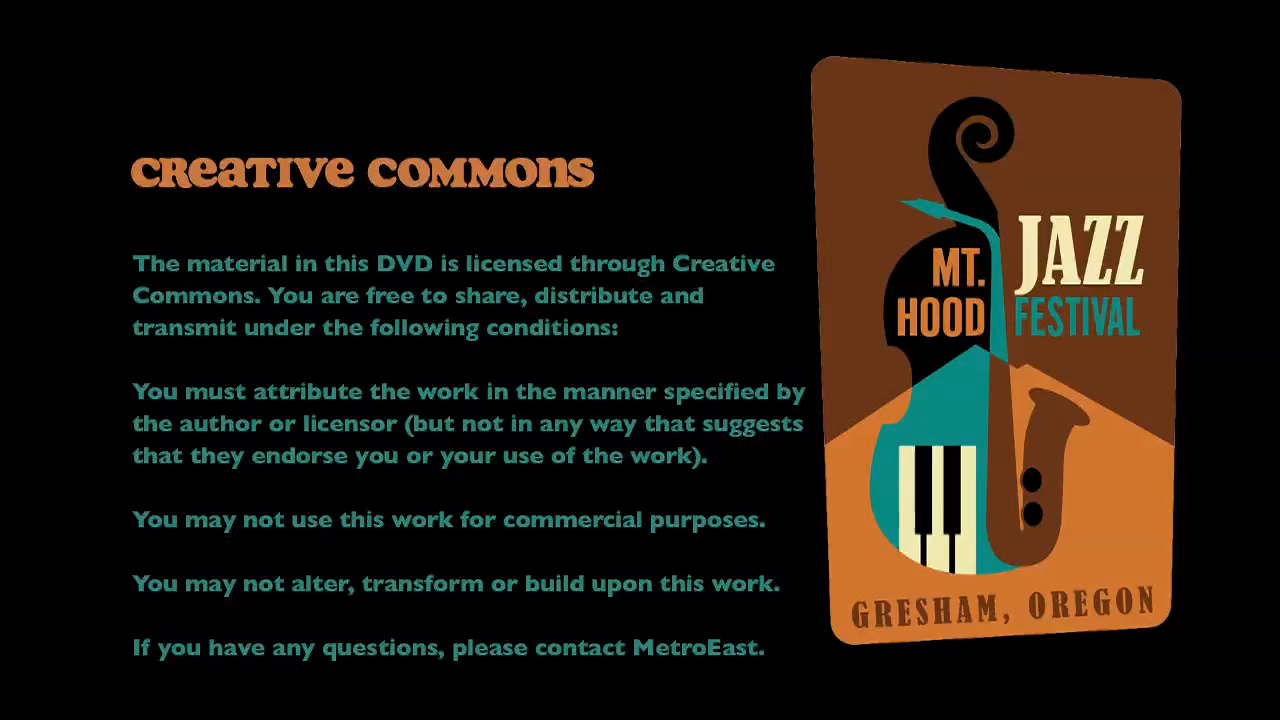 CREATIVE COMMONS
The material in this DVD is licensed through Creative
Commons. You are free to share, distribute and
transmit under the following conditions:
You must attribute the work in the manner specified by
the author or licensor (but not in any way that suggests
that they endorse you or your use of the work).
You may not use this work for commercial purposes.
You may not alter, transform or build upon this work.
If you have any questions, please contact MetroEast.
MT.
HOOD
JAZZ
FESTIVAL
GRESHAM, OREGON